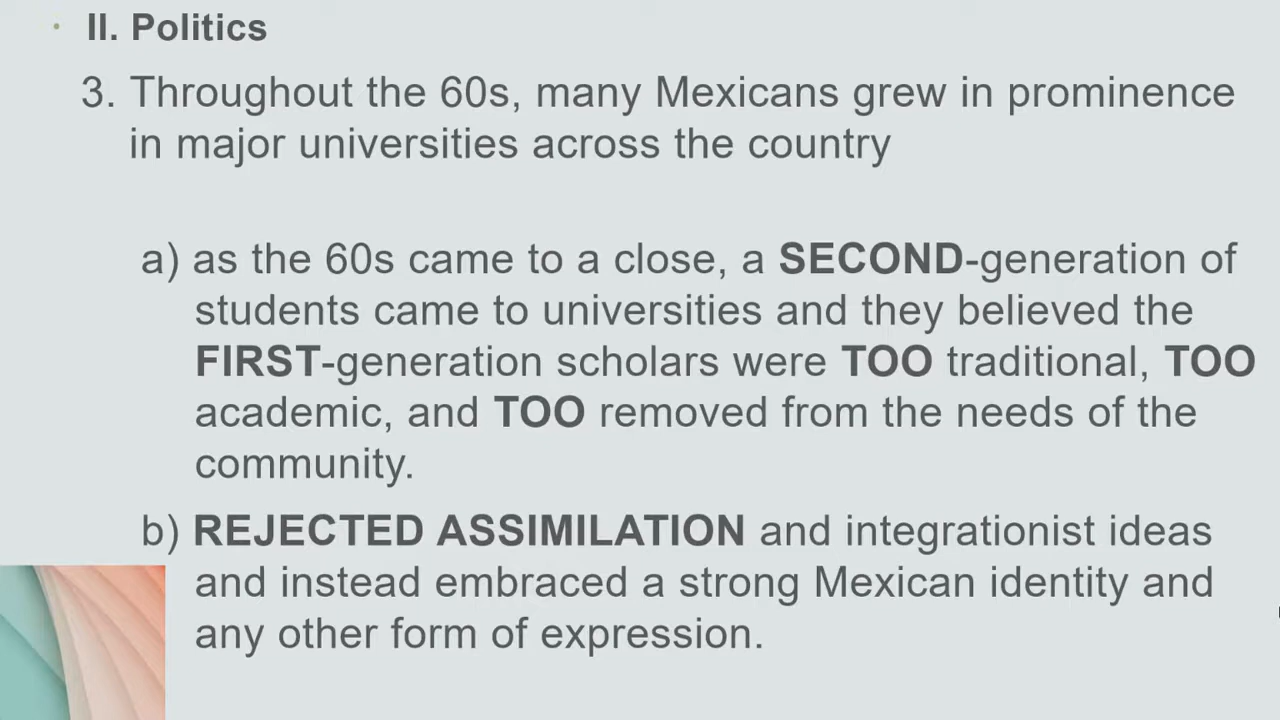 • II. Politics
3. Throughout the 60s, many Mexicans grew in prominence
in major universities across the country
a) as the 60s came to a close, a SECOND-generation of
students came to universities and they believed the
FIRST-generation scholars were TOO traditional, TOO
academic, and TOO removed from the needs of the
community.
b) REJECTED ASSIMILATION and integrationist ideas
and instead embraced a strong Mexican identity and
any other form of expression.